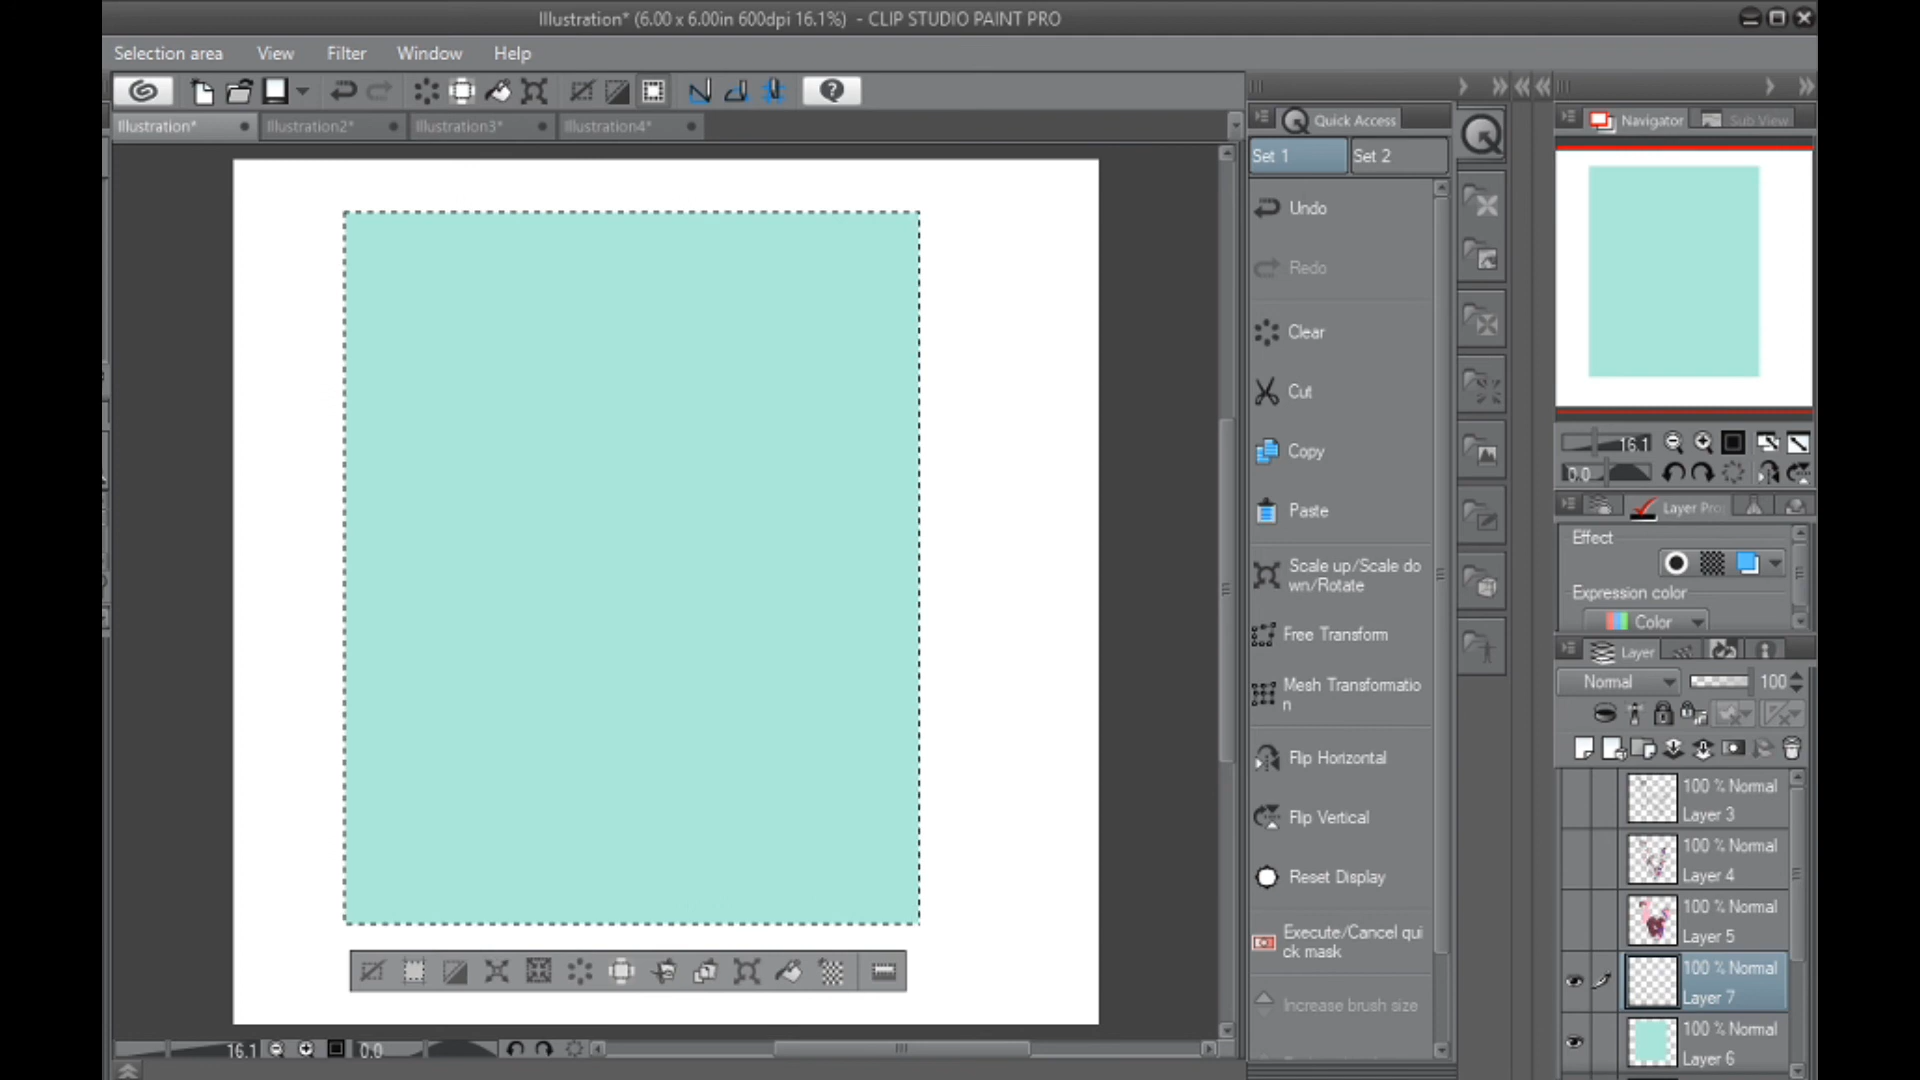 Illustration* (6.00 x 6.00in 600dpi 16.1%) - CLIP STUDIO PAINT PRO
Selection area View Filter Window Help
Illustration* Illustration2* Illustration3* Illustration4*
Quick Access
Set 1 Set 2
Undo
Redo
Clear
Cut
Copy
Paste
Scale up/Scale do
wn/Rotate
Free Transform
Mesh Transformatio
n
Flip Horizontal
Flip Vertical
Reset Display
Execute/Cancel qui
ck mask
Increase brush size
Navigator Sub View
16.1
0.0
Layer Pro
Effect
Expression color
Color
Layer
Normal 100
100 % Normal
Layer 3
100 % Normal
Layer 4
100 % Normal
Layer 5
100 % Normal
Layer 7
100 % Normal
Layer 6
16.1 0.0